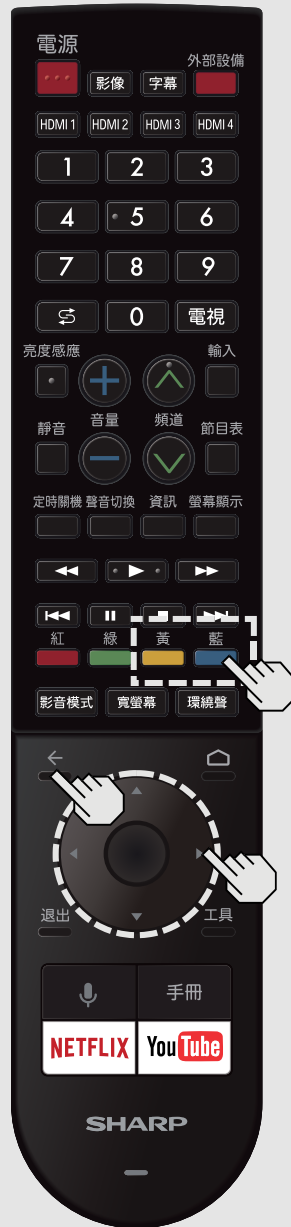 電源
外部設備
影像 字幕
HDMI 1 HDMI 2 HDMI 3 HDMI 4
1 2 3
4 5 6
7 8 9
0 電視
亮度感應 輸入
音量 頻道
靜音 節目表
定時關機 聲音切換 資訊 螢幕顯示
紅 綠 黃 藍
影音模式 寬螢幕 環繞聲
退出 工具
手冊
NETFLIX YouTube
SHARP